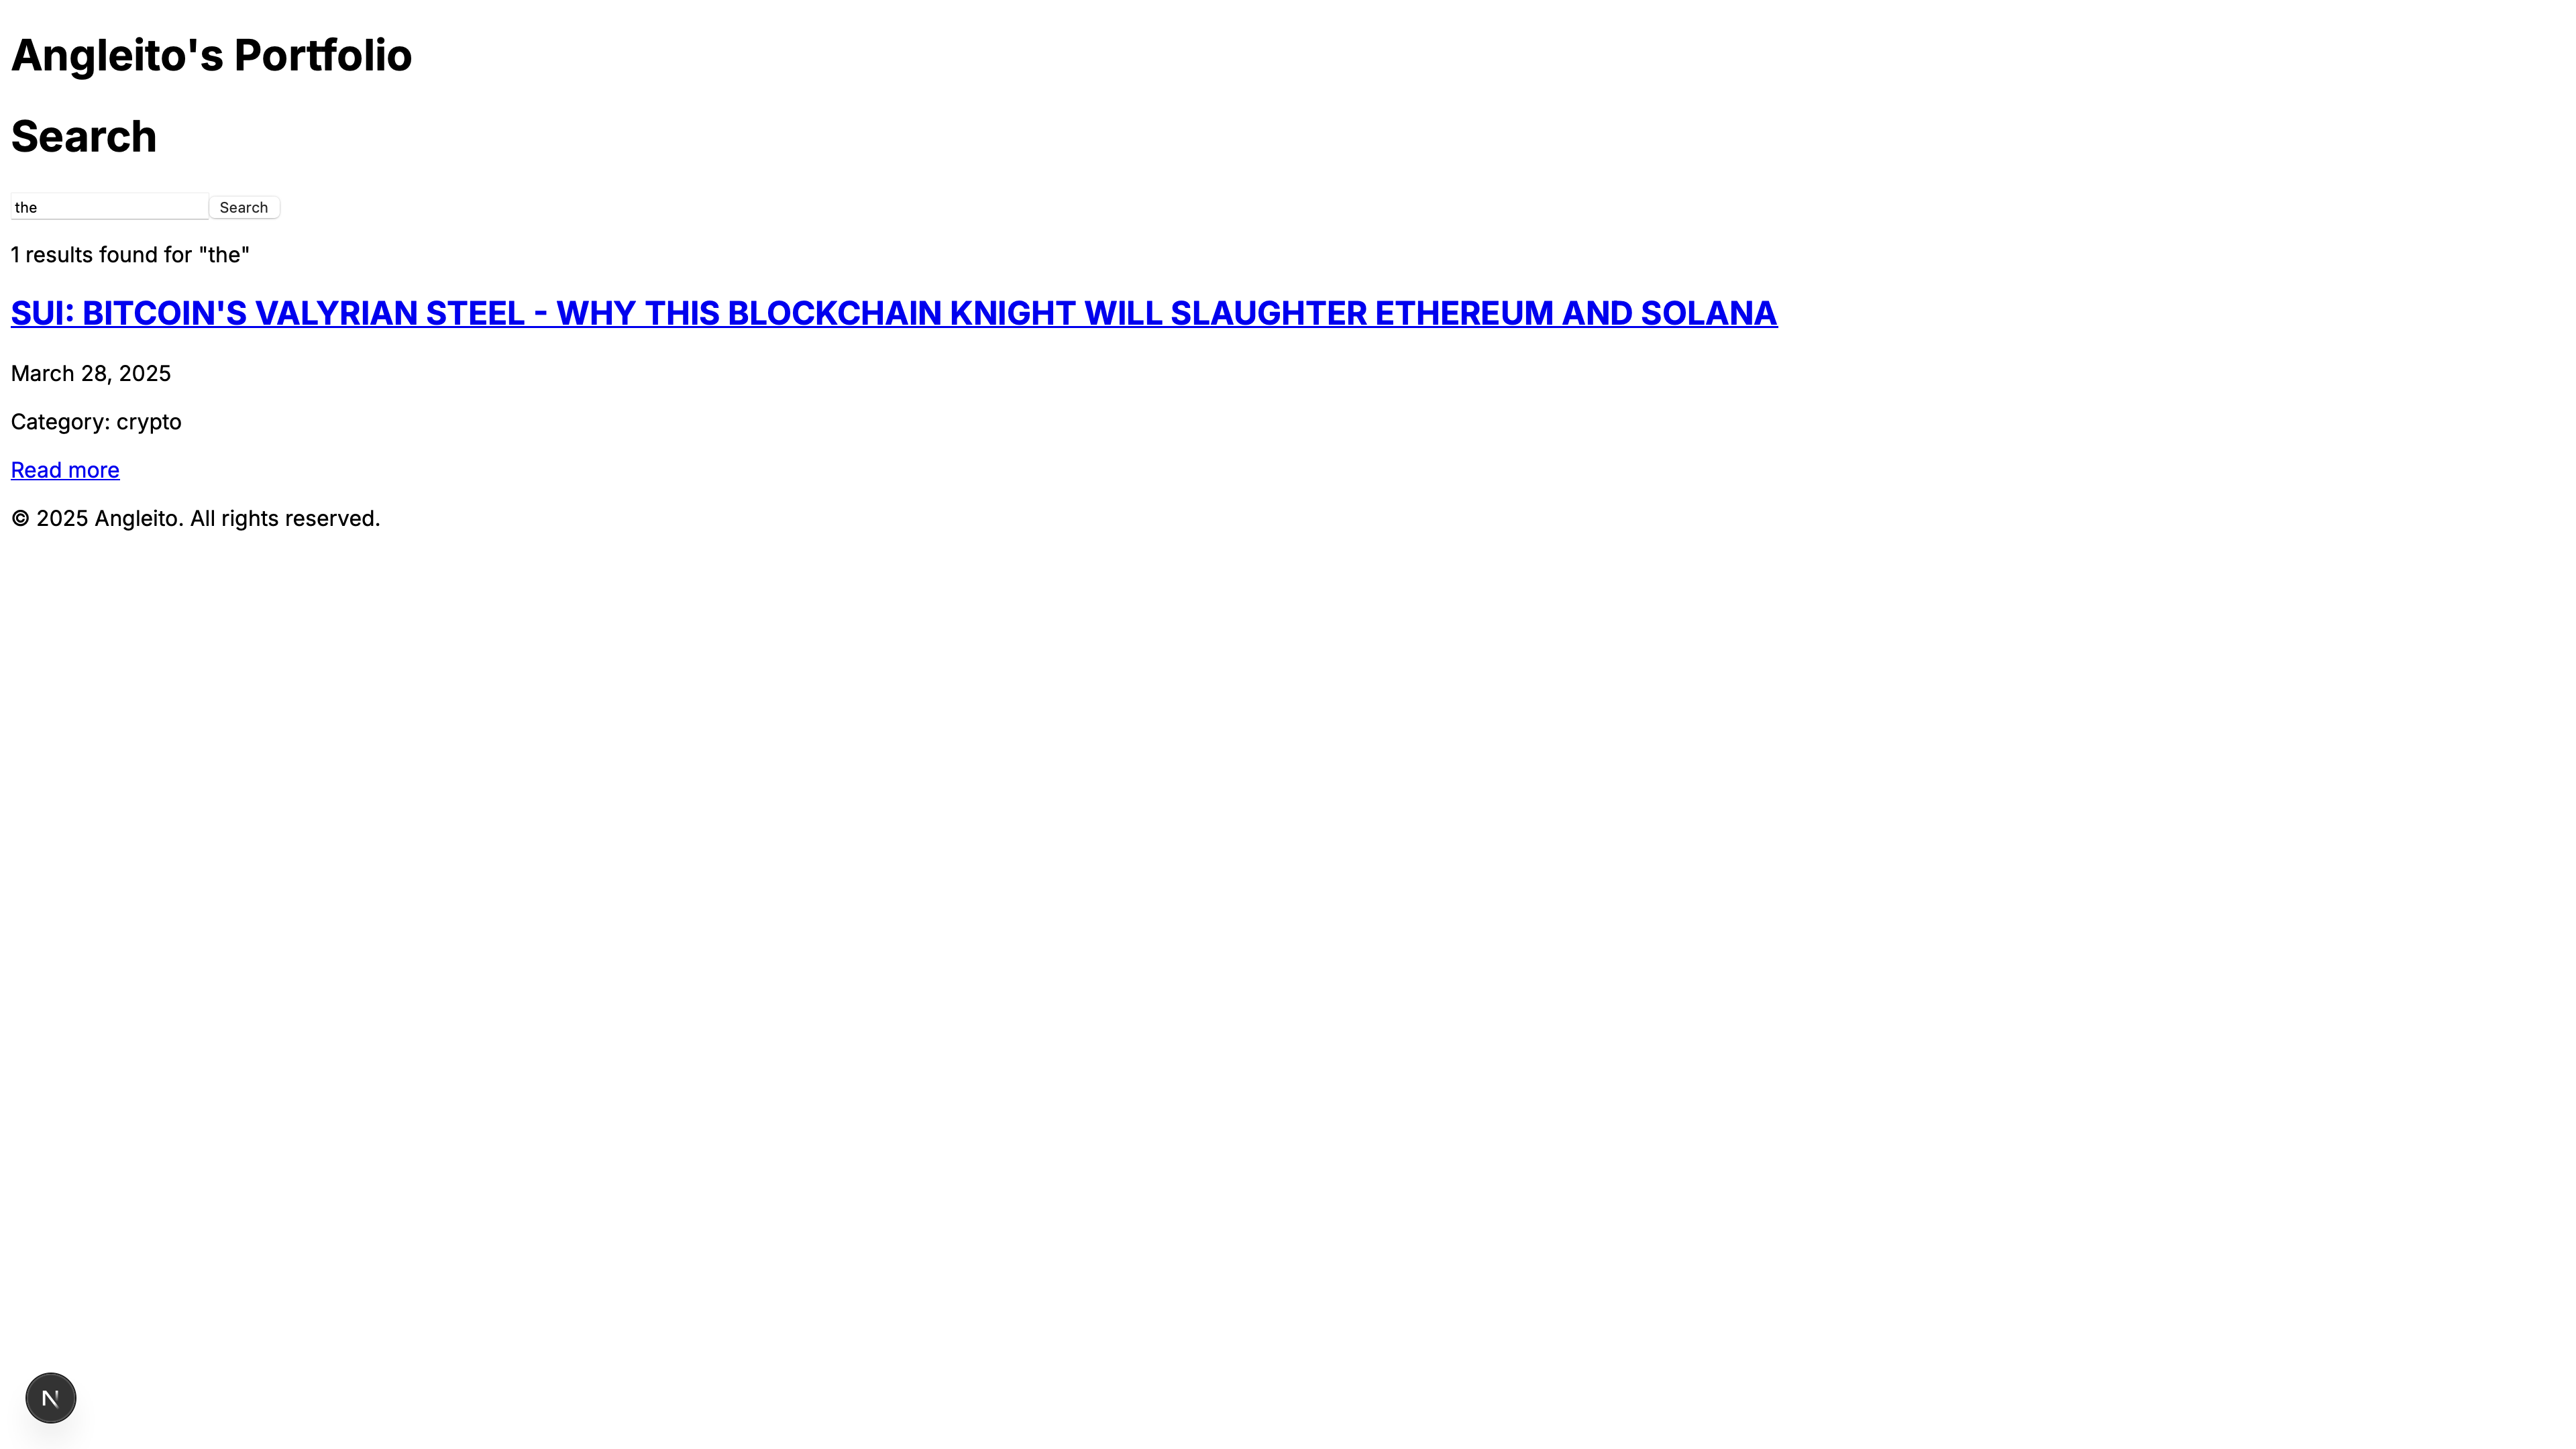 Angleito's Portfolio
Search
the
Search
1 results found for "the"
SUI: BITCOIN'S VALYRIAN STEEL - WHY THIS BLOCKCHAIN KNIGHT WILL SLAUGHTER ETHEREUM AND SOLANA
March 28, 2025
Category: crypto
Read more
© 2025 Angleito. All rights reserved.
N